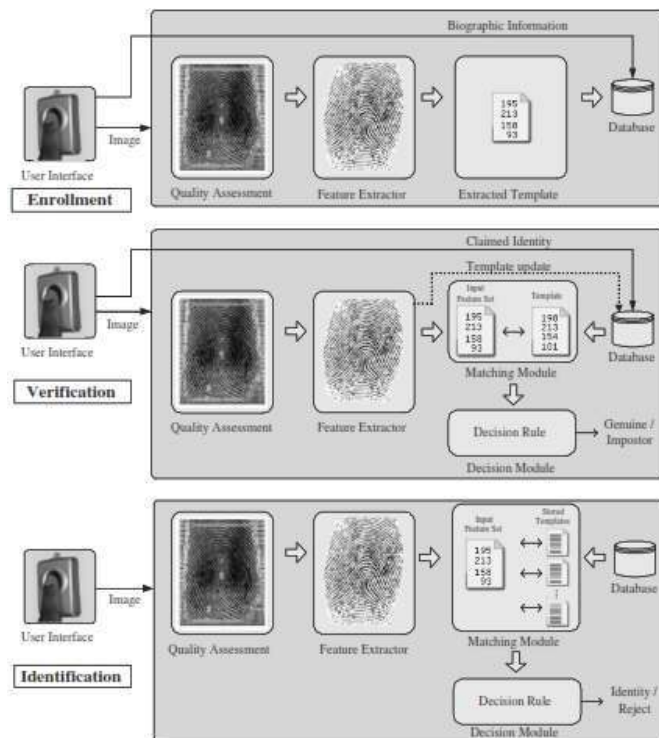 Biographic Information
195
213
158
93
Image
Database
User Interface
Quality Assessment
Feature Extractor
Extracted Template
Enrollment
Claimed Identity
Template update
Input
Feature Set
Template
195
213
158
93
198
213
154
101
Image
Database
User Interface
Matching Module
Quality Assessment
Feature Extractor
Verification
Decision Rule
Genuine /
Impostor
Decision Module
Input
Feature Set
Stored
Templates
195
213
158
93
Image
Database
User Interface
Quality Assessment
Feature Extractor
Matching Module
Identification
Decision Rule
Identity /
Reject
Decision Module